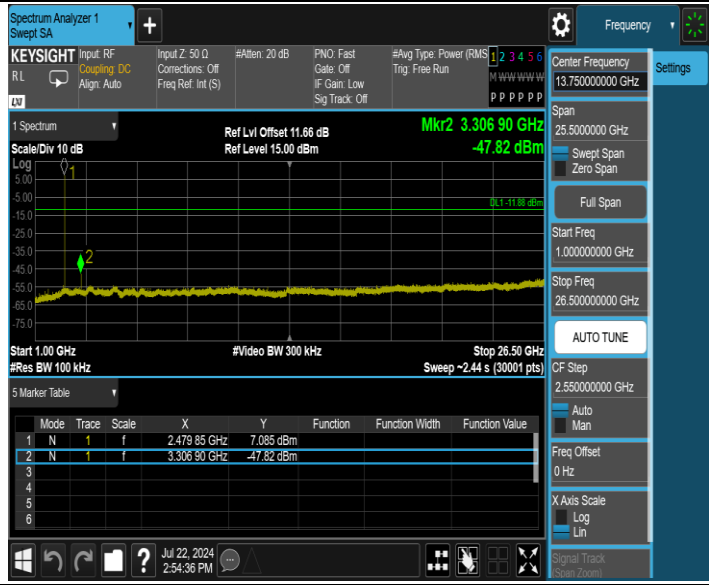 Spectrum Analyzer 1
Swept SA
+
Frequency
KEYSIGHT
RL
LXI
Input: RF
Coupling: DC
Align: Auto
Input Z: 50 Ω
Corrections: Off
Freq Ref: Int (S)
#Atten: 20 dB
PNO: Fast
Gate: Off
IF Gain: Low
Sig Track: Off
#Avg Type: Power (RMS
Trig: Free Run
1 2 3 4 5 6
M W W W W W
P P P P P P
1 Spectrum
Scale/Div 10 dB
Ref Lvl Offset 11.66 dB
Ref Level 15.00 dBm
Mkr2 3.306 90 GHz
-47.82 dBm
Log
1
5.00
-5.00
DL1 -11.88 dBm
-15.0
-25.0
-35.0
2
-45.0
-55.0
-65.0
-75.0
Start 1.00 GHz
#Video BW 300 kHz
Stop 26.50 GHz
#Res BW 100 kHz
Sweep ~2.44 s (30001 pts)
5 Marker Table
Mode Trace Scale X Y Function Function Width Function Value
1 N 1 f 2.479 85 GHz 7.085 dBm
2 N 1 f 3.306 90 GHz -47.82 dBm
3
4
5
6
?
Jul 22, 2024
2:54:36 PM
Center Frequency
13.750000000 GHz
Settings
Span
25.5000000 GHz
Swept Span
Zero Span
Full Span
Start Freq
1.000000000 GHz
Stop Freq
26.500000000 GHz
AUTO TUNE
CF Step
2.550000000 GHz
Auto
Man
Freq Offset
0 Hz
X Axis Scale
Log
Lin
Signal Track
(Span Zoom)